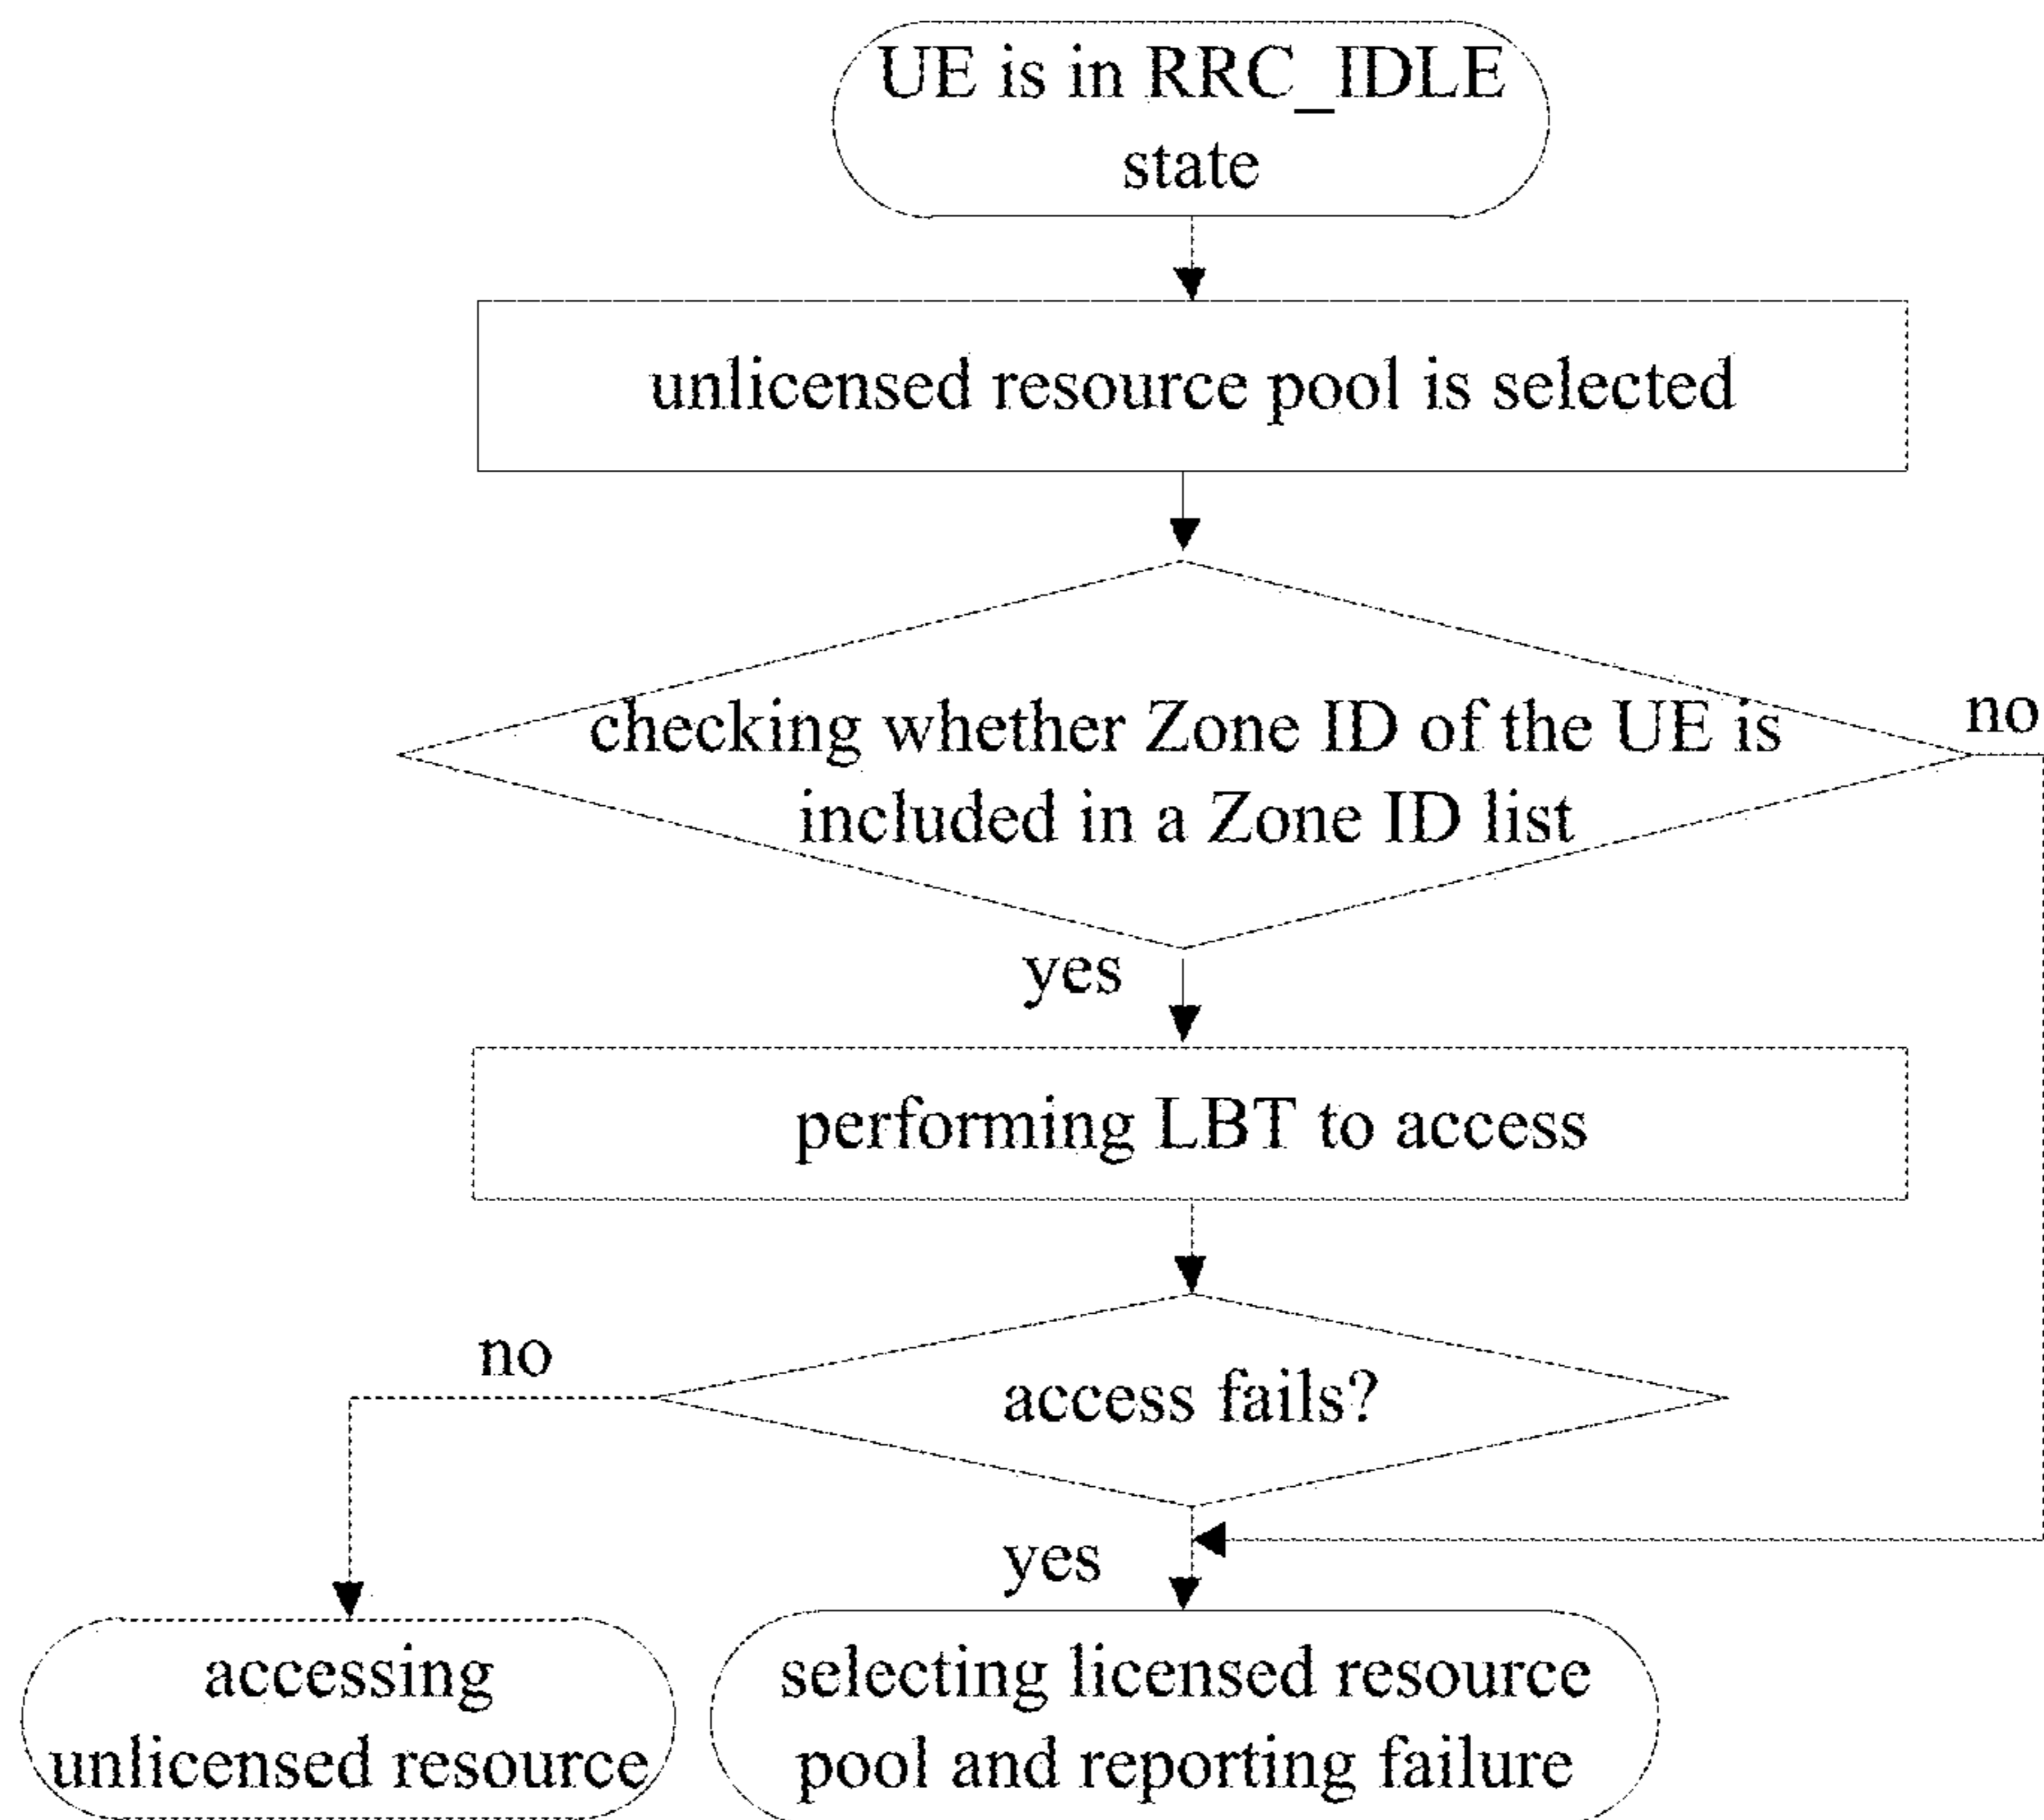 UE is in RRC_IDLE
state
unlicensed resource pool is selected
checking whether Zone ID of the UE is
included in a Zone ID list
no
yes
performing LBT to access
no
access fails?
yes
accessing
unlicensed resource
selecting licensed resource
pool and reporting failure